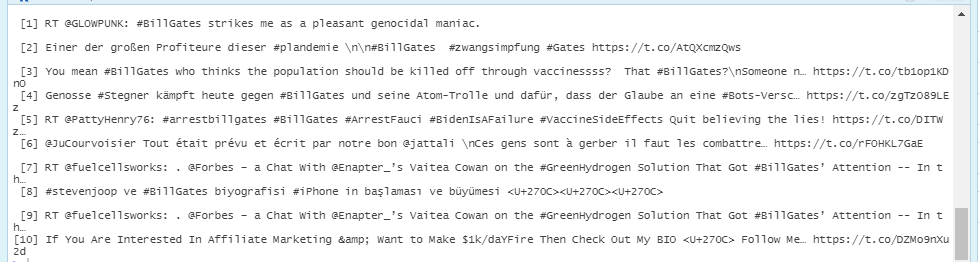 [1] RT @GLOWPUNK: #BillGates strikes me as a pleasant genocidal maniac.
[2] Einer der großen Profiteure dieser #plandemie \n\n#BillGates  #zwangsimpfung #Gates https://t.co/AtQXcmzQws
[3] You mean #BillGates who thinks the population should be killed off through vaccinessss?  That #BillGates?\nSomeone n… https://t.co/tb1op1KD
n0
[4] Genosse #Stegner kämpft heute gegen #BillGates und seine Atom-Trolle und dafür, dass der Glaube an eine #Bots-Versc… https://t.co/zgTzO89LE
z
[5] RT @PattyHenry76: #arrestbillgates #BillGates #ArrestFauci #BidenIsAFailure #VaccineSideEffects Quit believing the lies! https://t.co/DITW
z…
[6] @JuCourvoisier Tout était prévu et écrit par notre bon @jattali \nCes gens sont à gerber il faut les combattre… https://t.co/rFOHKL7GaE
[7] RT @fuelcellsworks: . @Forbes – a Chat With @Enapter_'s Vaitea Cowan on the #GreenHydrogen Solution That Got #BillGates' Attention -- In t
h…
[8] #stevenjoop ve #BillGates biyografisi #iPhone in başlaması ve büyümesi <U+270C><U+270C><U+270C>
[9] RT @fuelcellsworks: . @Forbes – a Chat With @Enapter_'s Vaitea Cowan on the #GreenHydrogen Solution That Got #BillGates' Attention -- In t
h…
[10] If You Are Interested In Affiliate Marketing &amp; Want to Make $1k/daYFire Then Check Out My BIO <U+270C> Follow Me… https://t.co/DZMo9nXu
2d